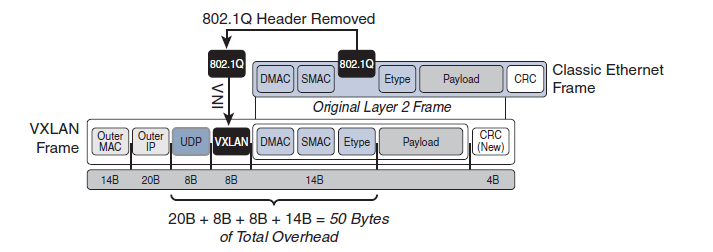 802.1Q Header Removed
802.1Q
DMAC
SMAC
802.1Q
Etype
Payload
CRC
Classic Ethernet
Frame
VNI
Original Layer 2 Frame
VXLAN
Frame
Outer
MAC
Outer
IP
UDP
VXLAN
DMAC
SMAC
Etype
Payload
CRC
(New)
14B
20B
8B
8B
14B
4B
20B + 8B + 8B + 14B = 50 Bytes
of Total Overhead